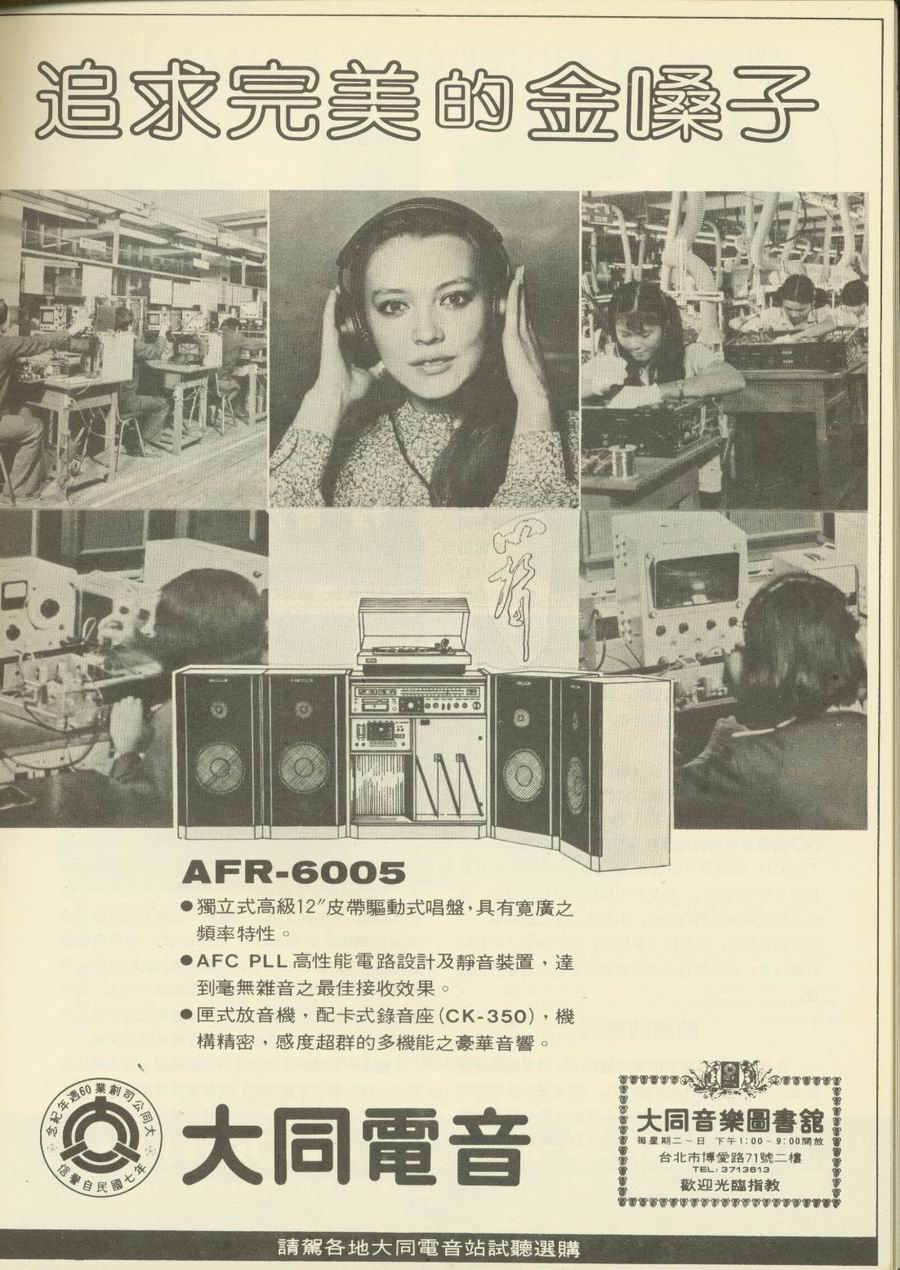 追求完美的金嗓子
心聲
AFR-6005
●獨立式高級12″皮帶驅動式唱盤，具有寬廣之
頻率特性。
●AFC PLL高性能電路設計及靜音裝置，達
到毫無雜音之最佳接收效果。
●匣式放音機，配卡式錄音座(CK-350)，機
構精密，感度超群的多機能之豪華音響。
大同公司創業60週年紀念
七年國民自譽信
大同電音
大同音樂圖書舘
每星期二～日 下午1:00～9:00開放
台北市博愛路71號二樓
TEL:3713613
歡迎光臨指教
請駕各地大同電音站試聽選購